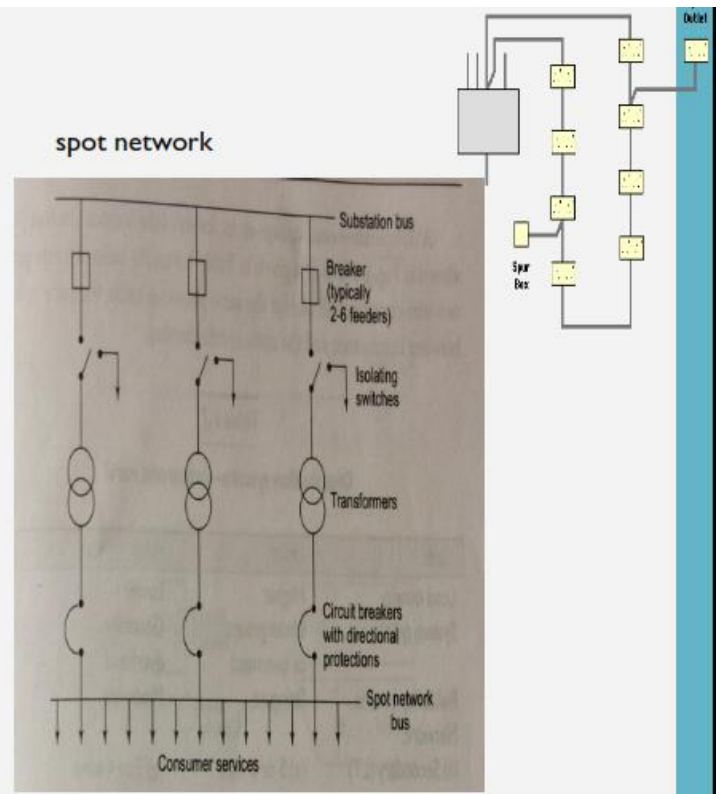 Outlet
spot network
Spur
Box
Substation bus
Breaker
(typically
2-6 feeders)
Isolating
switches
Transformers
Circuit breakers
with directional
protections
Spot network
bus
Consumer services